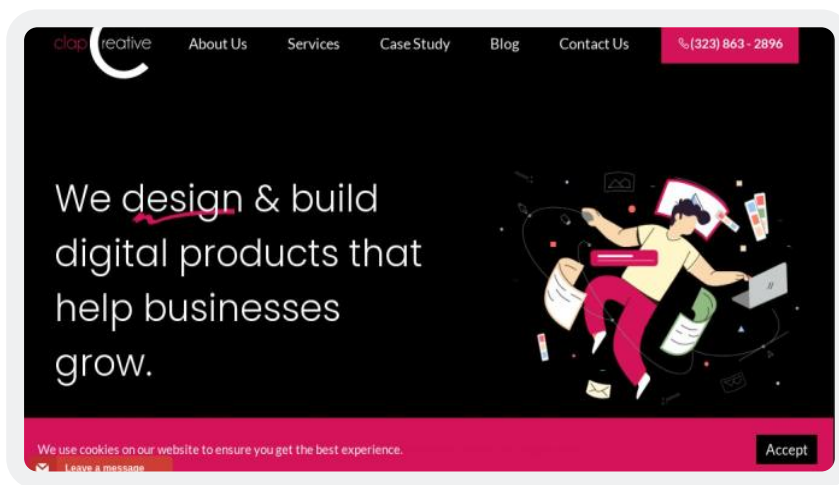 clap creative
About Us
Services
Case Study
Blog
Contact Us
(323) 863 - 2896
We design & build
digital products that
help businesses
grow.
We use cookies on our website to ensure you get the best experience.
Accept
Leave a message